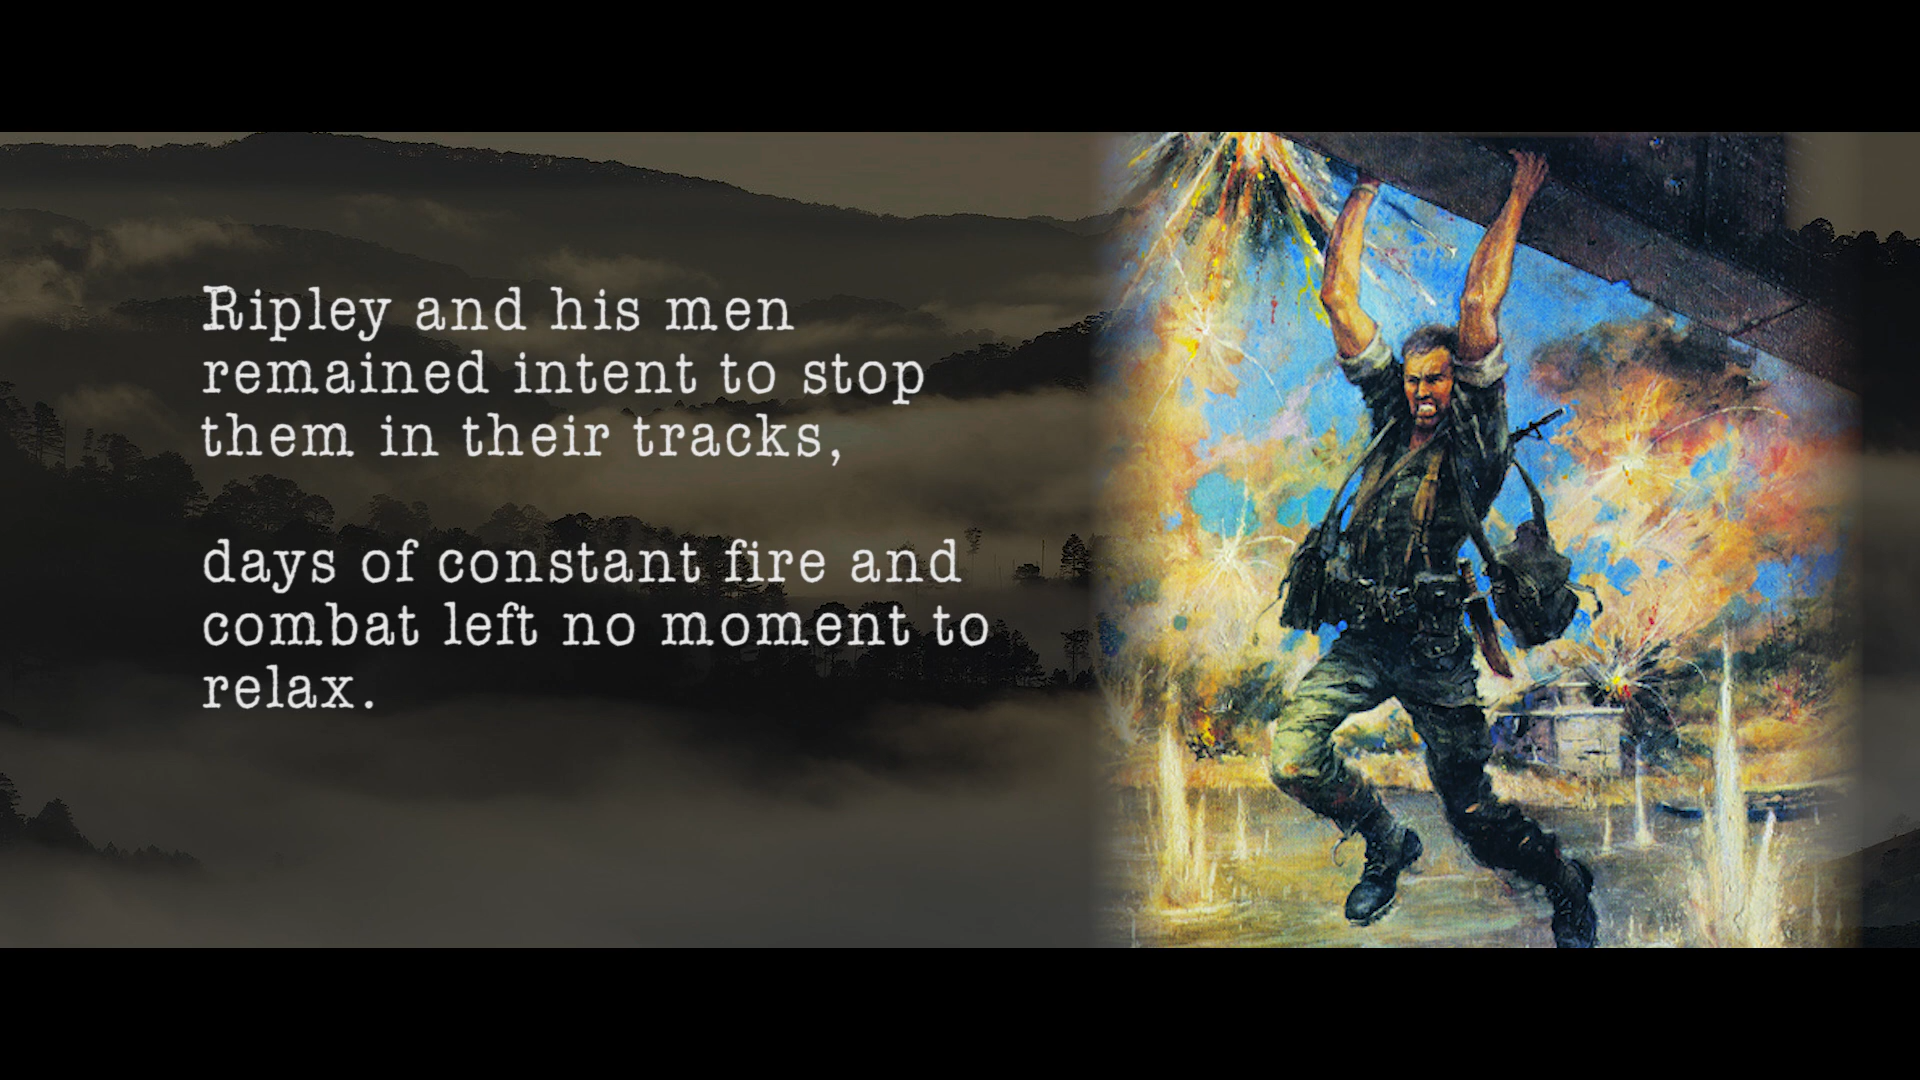 Ripley and his men
remained intent to stop
them in their tracks,
days of constant fire and
combat left no moment to
relax.